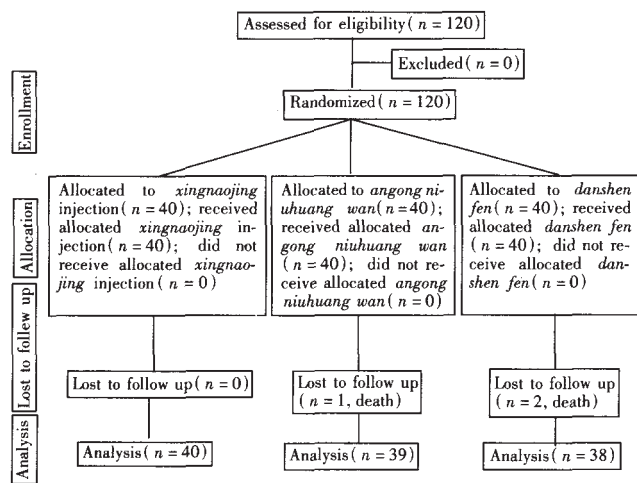 Assessed for eligibility(n=120)
Excluded(n=0)
Randomized(n=120)
Enrollment
Allocated to xingnaojing
injection(n=40); received
allocated xingnaojing in-
jection(n=40); did not
receive allocated xingnao-
jing injection(n=0)
Allocated to angong ni-
uhuang wan(n=40);
received allocated an-
gong niuhuang wan
(n=40); did not re-
ceive allocated angong
niuhuang wan(n=0)
Allocated to danshen
fen(n=40); received
allocated danshen fen
(n=40); did not re-
ceive allocated dan-
shen fen(n=0)
Allocation
Lost to follew up
Lost to follow up(n=0)
Lost to follow up
(n=1, death)
Lost to follow up
(n=2, death)
Analysis
Analysis(n=40)
Analysis(n=39)
Analysis(n=38)